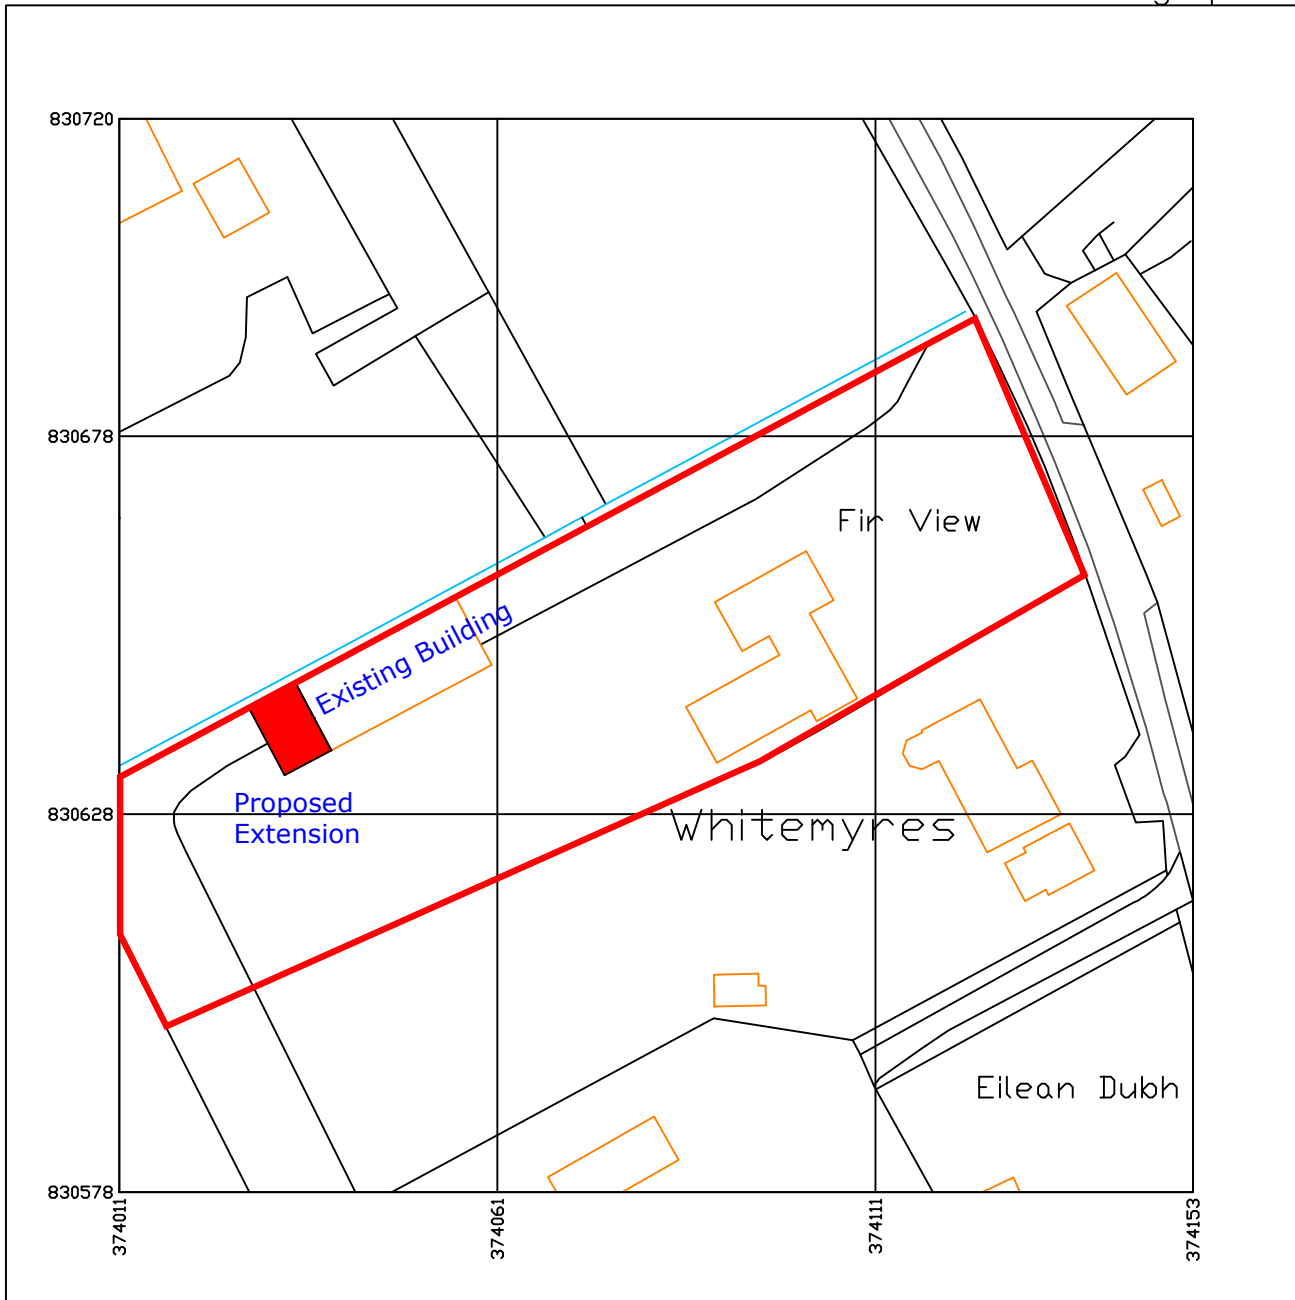 830720
830678
Fir View
Existing Building
Proposed
Extension
830628
Whitemyres
Eilean Dubh
830578
374011
374061
374111
374153